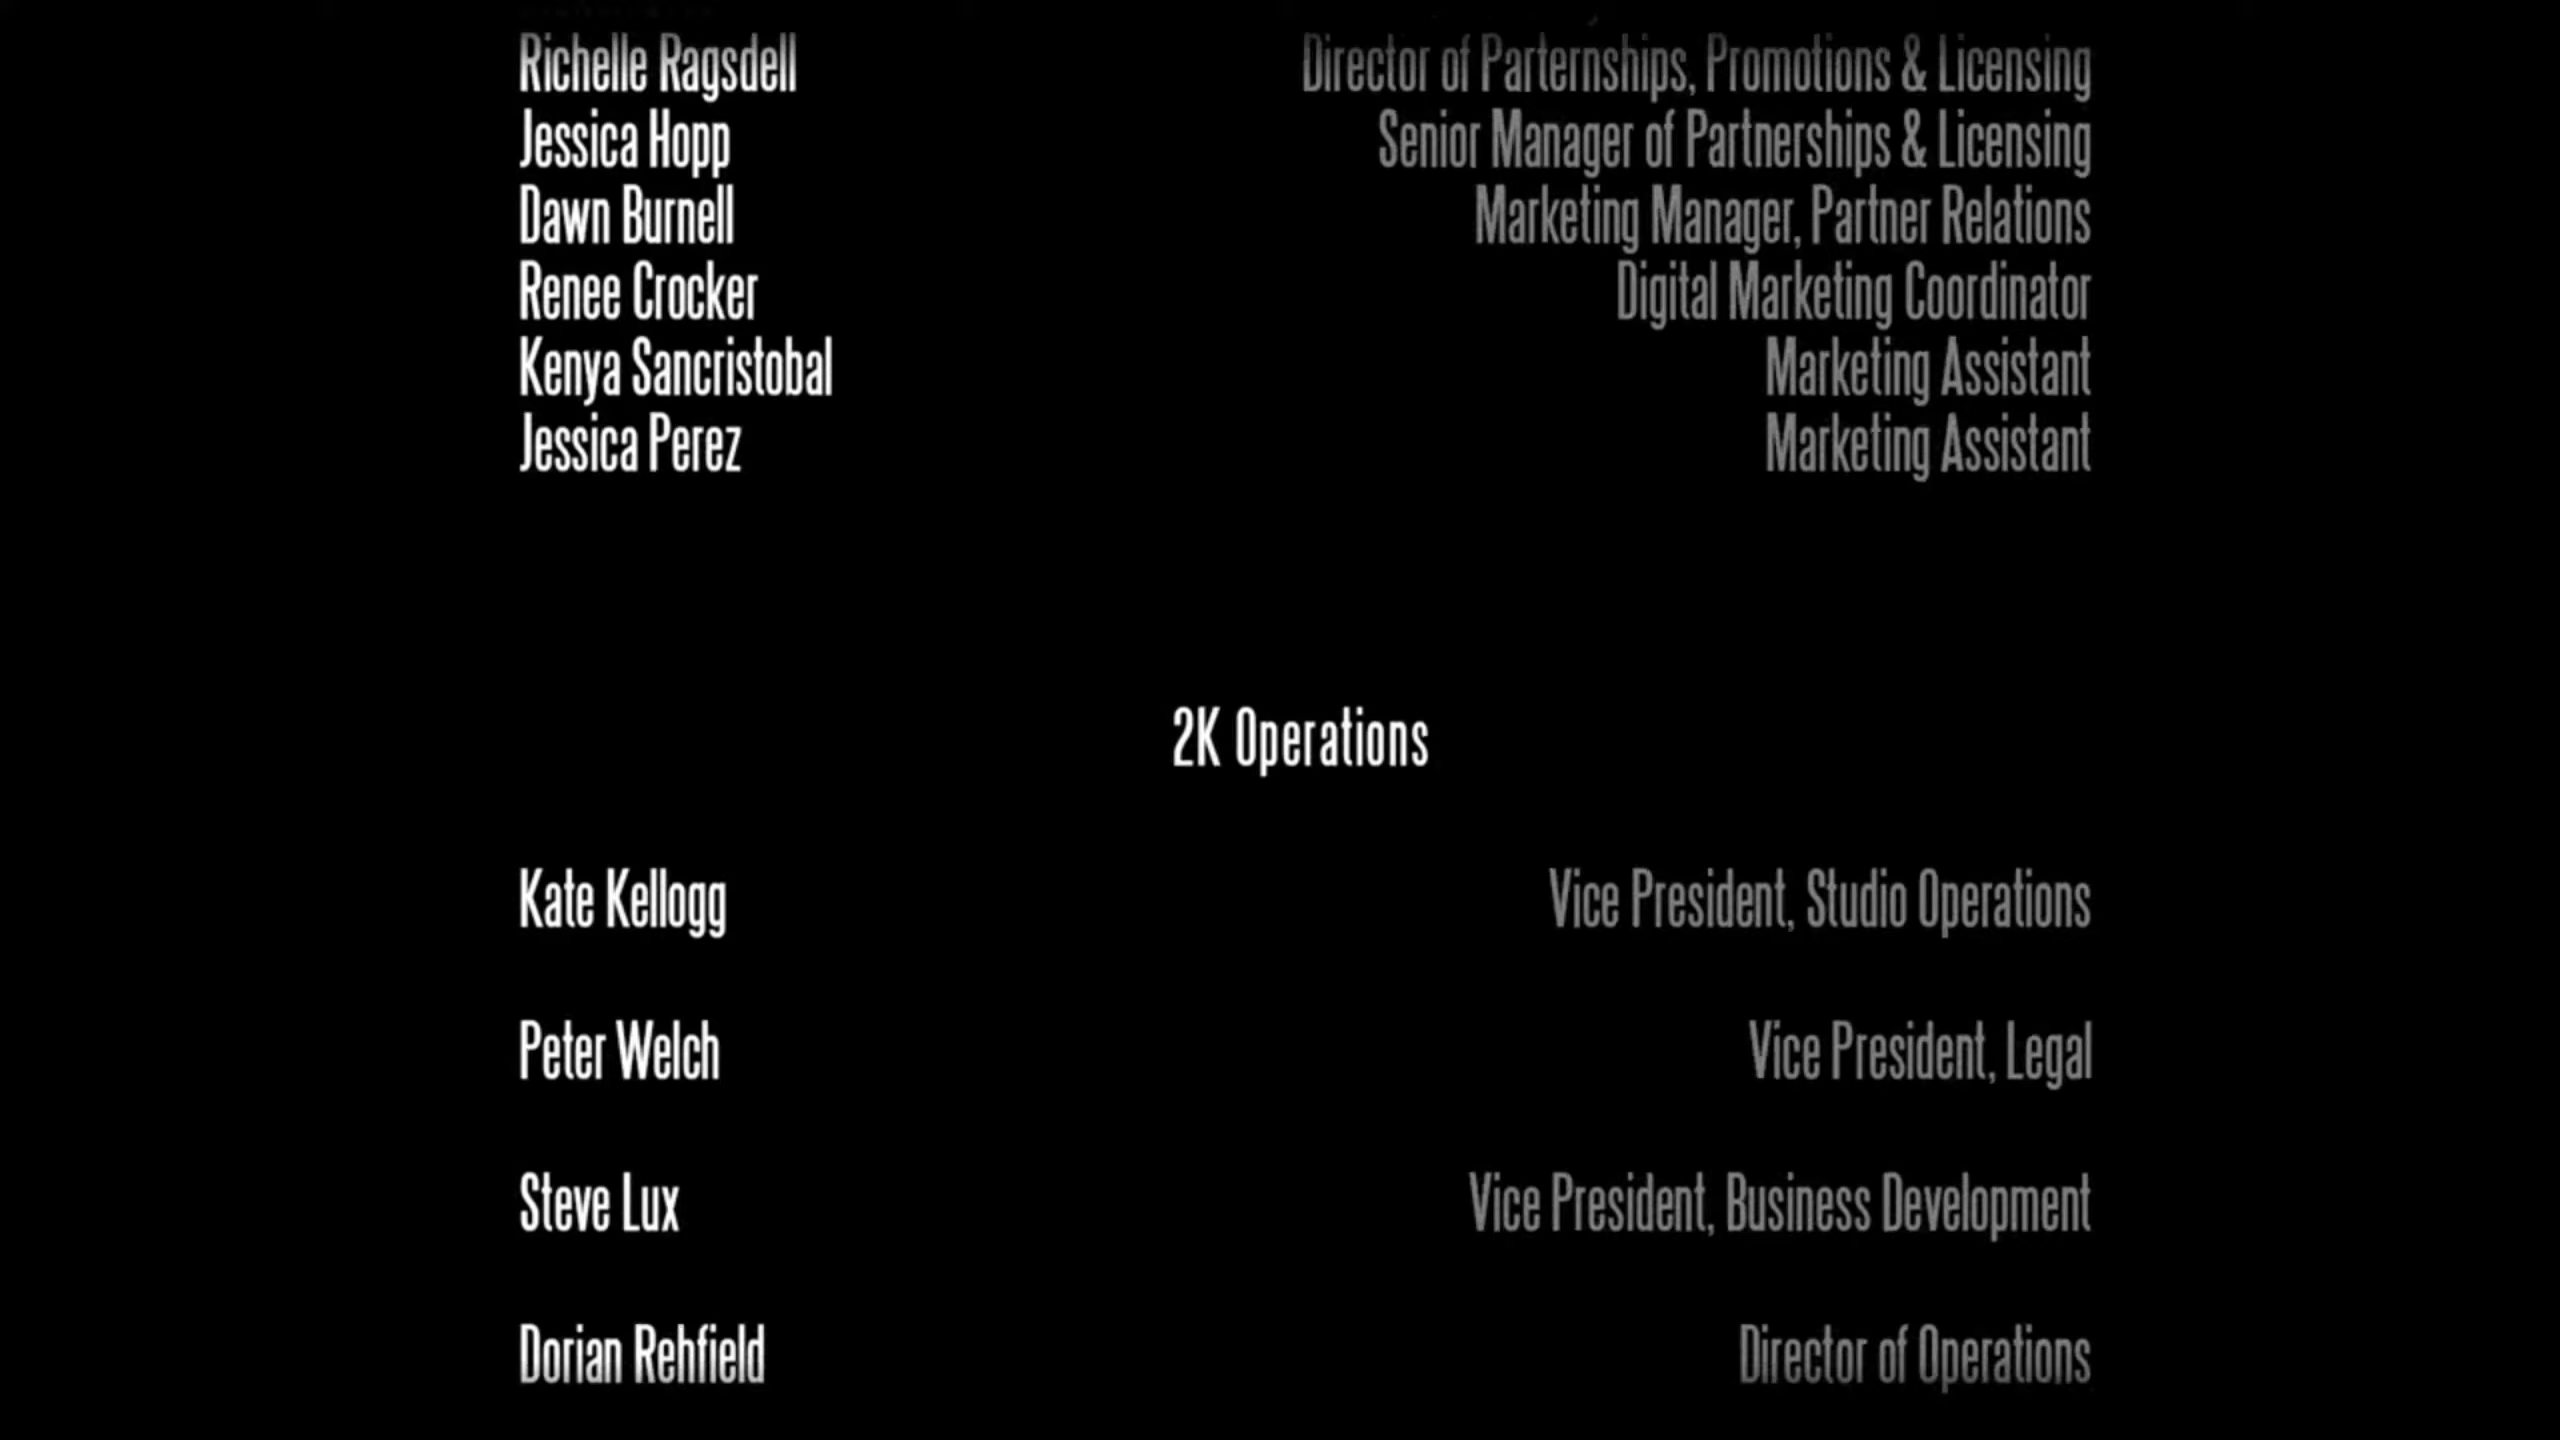 Richelle Ragsdell Director of Parternships, Promotions & Licensing
Jessica Hopp Senior Manager of Partnerships & Licensing
Dawn Burnell Marketing Manager, Partner Relations
Renee Crocker Digital Marketing Coordinator
Kenya Sancristobal Marketing Assistant
Jessica Perez Marketing Assistant
2K Operations
Kate Kellogg Vice President, Studio Operations
Peter Welch Vice President, Legal
Steve Lux Vice President, Business Development
Dorian Rehfield Director of Operations